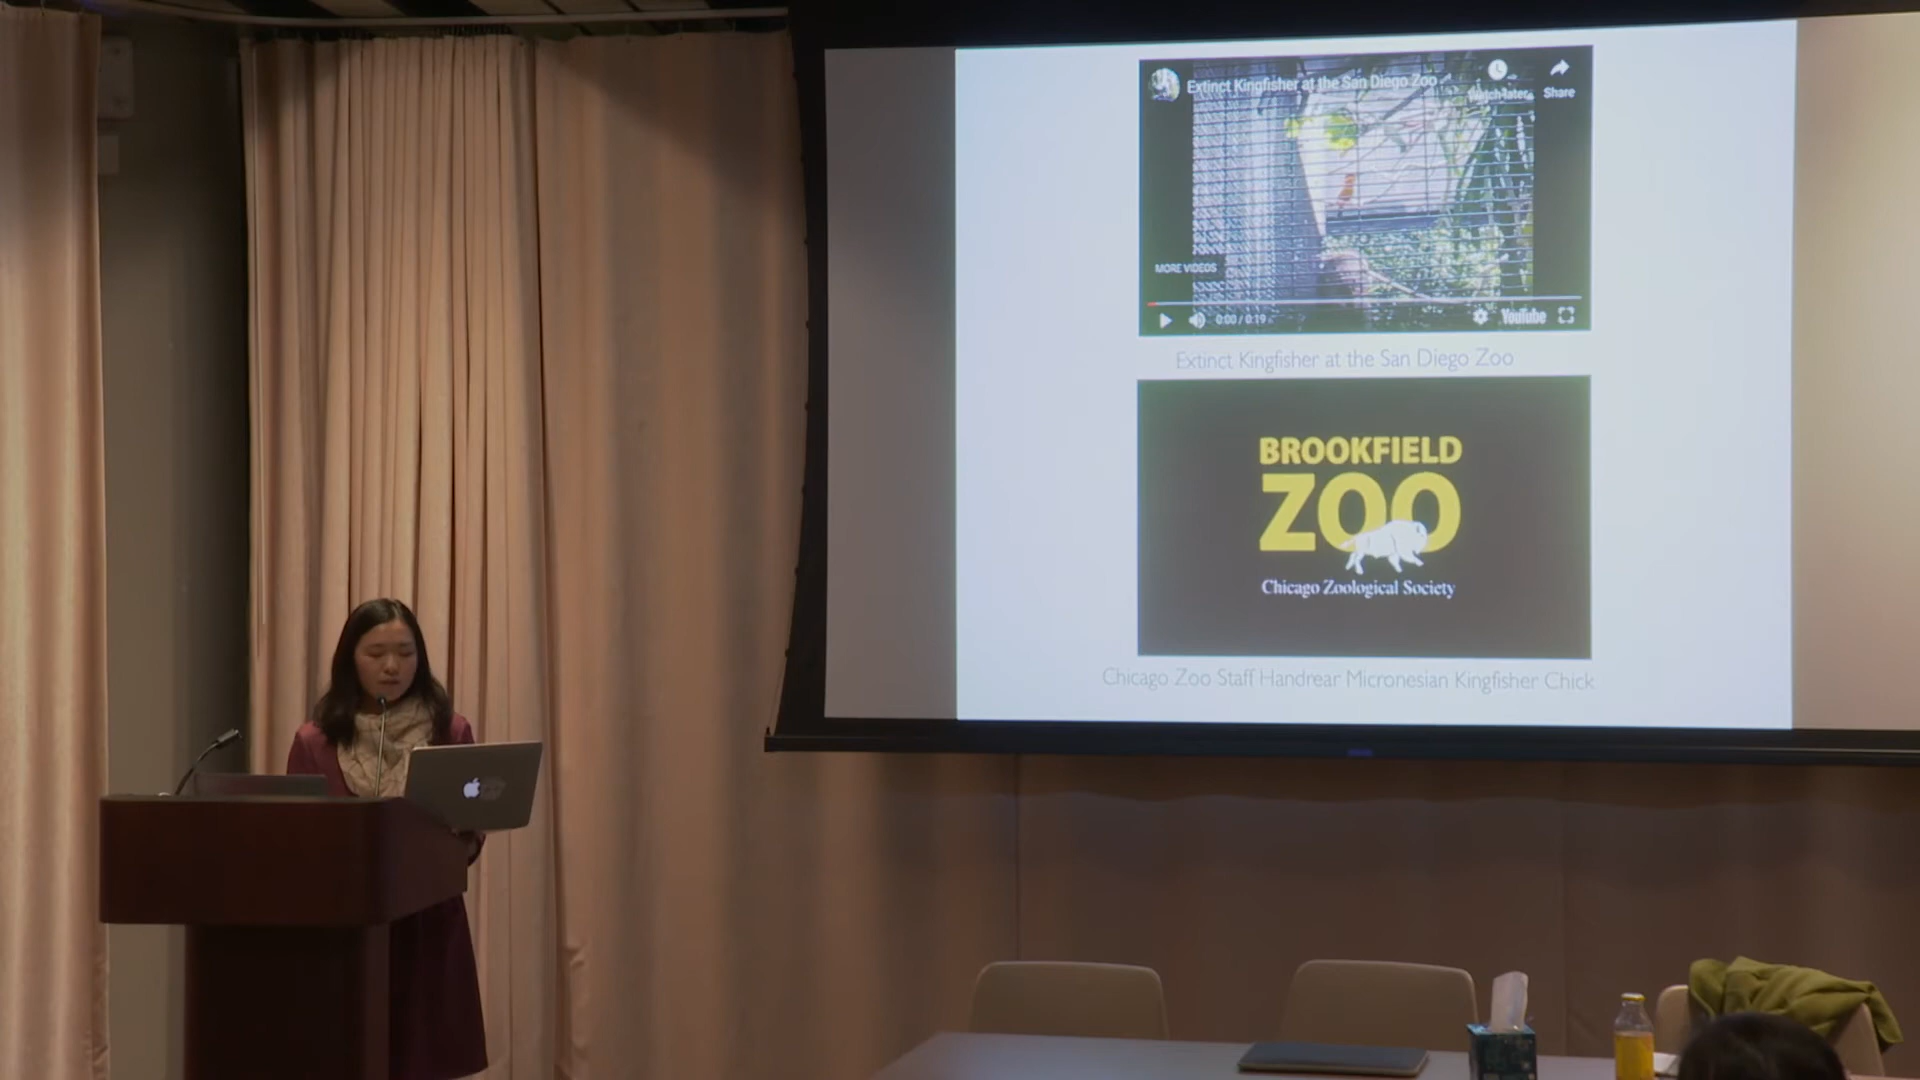 Extinct Kingfisher at the San Diego Zoo
Watch later
Share
MORE VIDEOS
0:00 / 0:19
YouTube
Extinct Kingfisher at the San Diego Zoo
BROOKFIELD
ZOO
Chicago Zoological Society
Chicago Zoo Staff Handrear Micronesian Kingfisher Chick